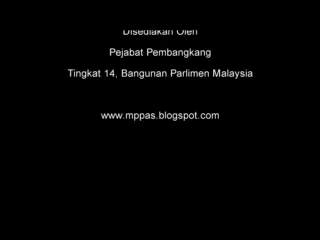 Disediakan Oleh
Pejabat Pembangkang
Tingkat 14, Bangunan Parlimen Malaysia
www.mppas.blogspot.com